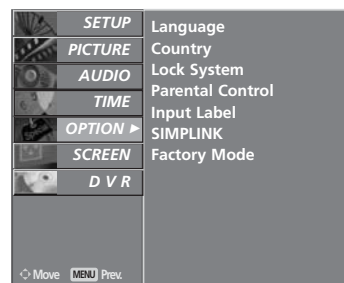 SETUP
PICTURE
AUDIO
TIME
OPTION ►
SCREEN
D V R
Language
Country
Lock System
Parental Control
Input Label
SIMPLINK
Factory Mode
Move MENU Prev.